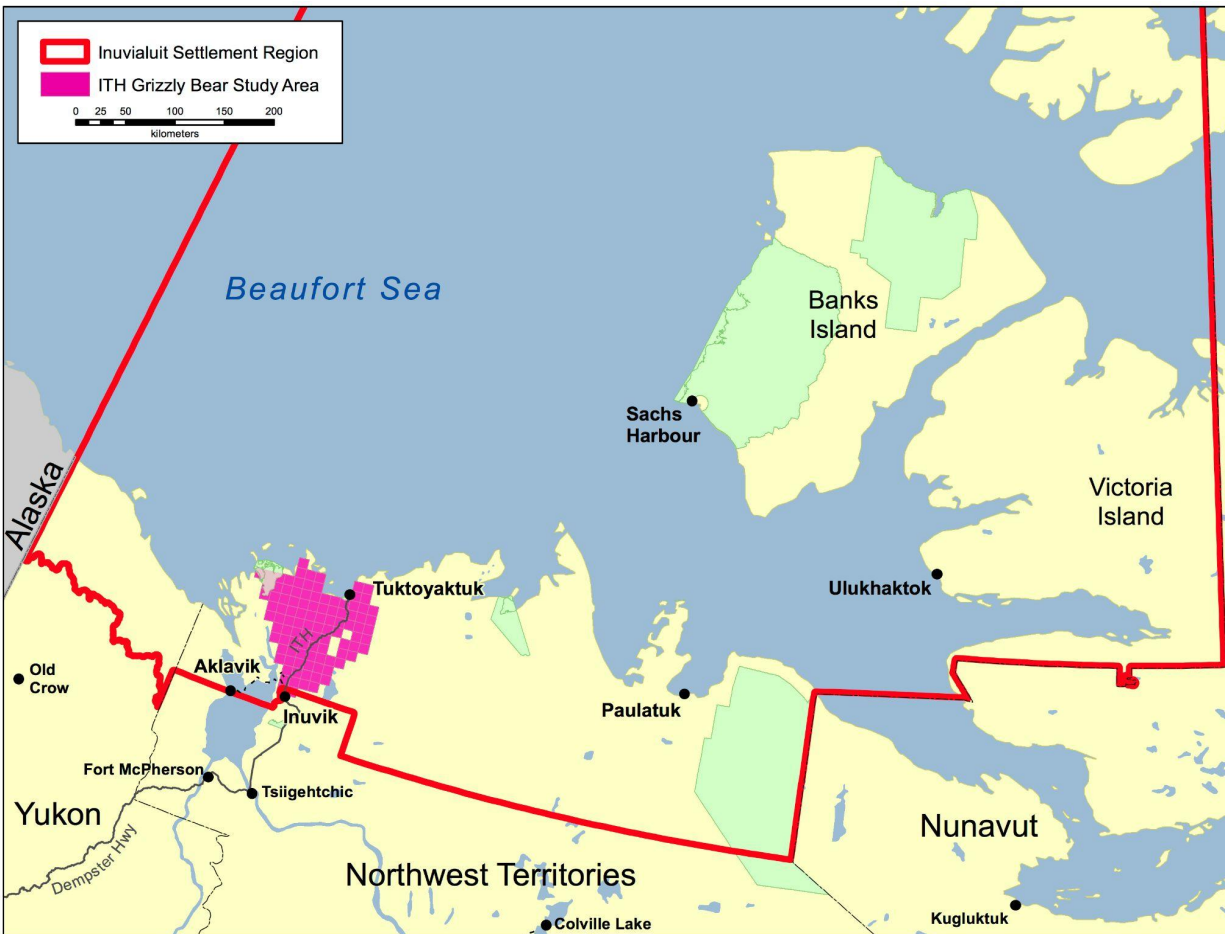 Inuvialuit Settlement Region
ITH Grizzly Bear Study Area
0 25 50 100 150 200
kilometers
Beaufort Sea
Banks
Island
Sachs
Harbour
Alaska
Victoria
Island
Ulukhaktok
Tuktoyaktuk
ITH
Old
Crow
Aklavik
Inuvik
Paulatuk
Fort McPherson
Tsiigehtchic
Yukon
Dempster Hwy
Northwest Territories
Nunavut
Colville Lake
Kugluktuk